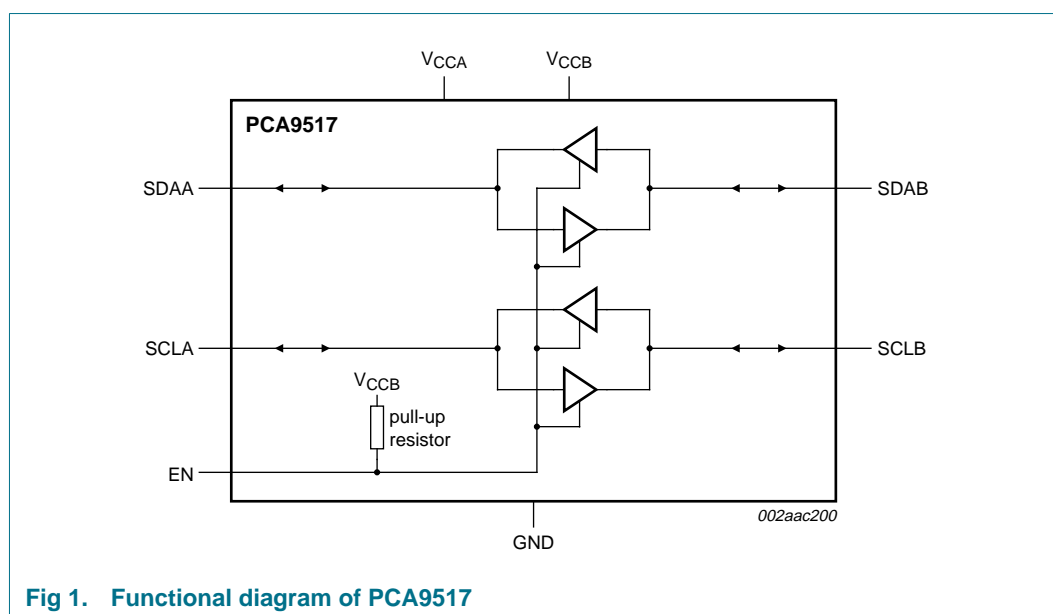 VCCA VCCB
PCA9517
SDAA SDAB
SCLA SCLB
VCCB
pull-up
resistor
EN
002aac200
GND
Fig 1. Functional diagram of PCA9517